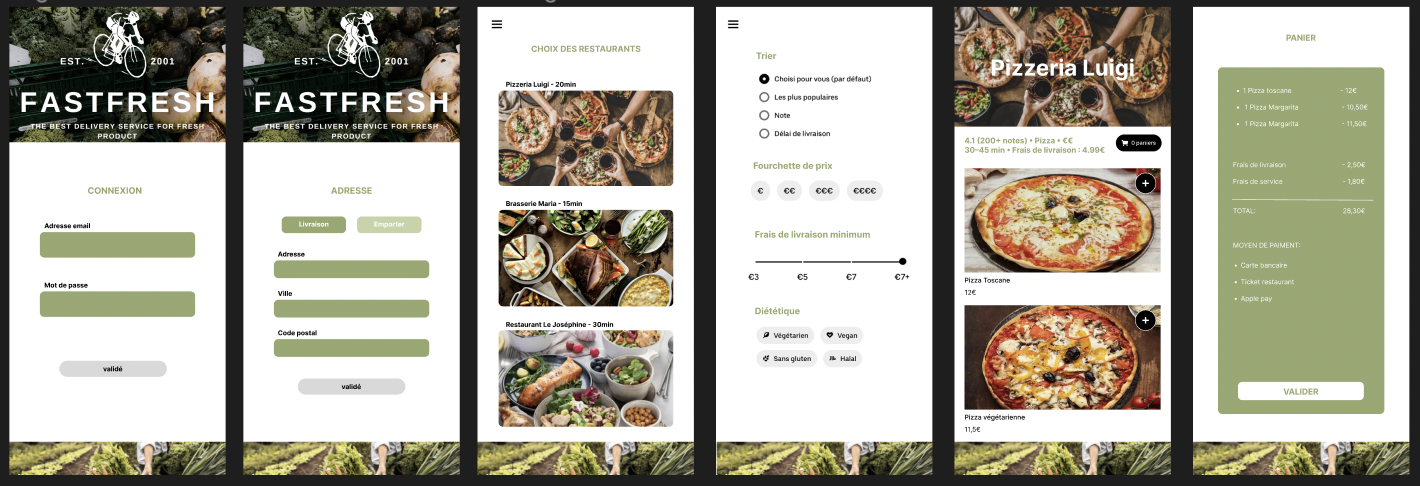 EST. 2001
FASTFRESH
THE BEST DELIVERY SERVICE FOR FRESH
PRODUCT
CONNEXION
Adresse email
Mot de passe
validé
EST. 2001
FASTFRESH
THE BEST DELIVERY SERVICE FOR FRESH
PRODUCT
ADRESSE
Livraison
Emporter
Adresse
Ville
Code postal
validé
CHOIX DES RESTAURANTS
Pizzeria Luigi - 20min
Brasserie Maria - 15min
Restaurant Le Joséphine - 30min
Trier
Choisi pour vous (par défaut)
Les plus populaires
Note
Délai de livraison
Fourchette de prix
€ €€ €€€ €€€€
Frais de livraison minimum
€3 €5 €7 €7+
Diététique
Végétarien Vegan
Sans gluten Halal
Pizzeria Luigi
4.1 (200+ notes) • Pizza • €€
30–45 min • Frais de livraison : 4.99€
0 paniers
+
Pizza Toscane
12€
+
Pizza végétarienne
11,5€
PANIER
• 1 Pizza toscane - 12€
• 1 Pizza Margarita - 10,50€
• 1 Pizza Margarita - 11,50€
Frais de livraison - 2,50€
Frais de service - 1,80€
TOTAL: 28,30€
MOYEN DE PAIMENT:
• Carte bancaire
• Ticket restaurant
• Apple pay
VALIDER